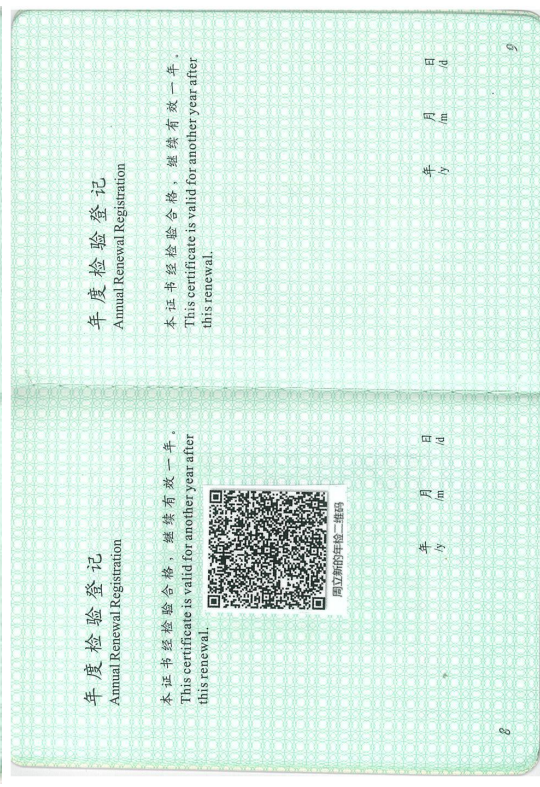 年度检验登记
Annual Renewal Registration
本证书经检验合格，继续有效一年。
This certificate is valid for another year after
this renewal.
周立新的年检二维码
年 月 日
/y /m /d
8
年度检验登记
Annual Renewal Registration
本证书经检验合格，继续有效一年。
This certificate is valid for another year after
this renewal.
年 月 日
/y /m /d
9